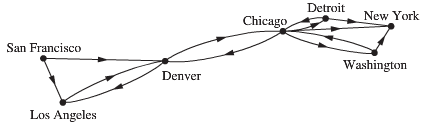 Detroit
Chicago
New York
San Francisco
Denver
Washington
Los Angeles